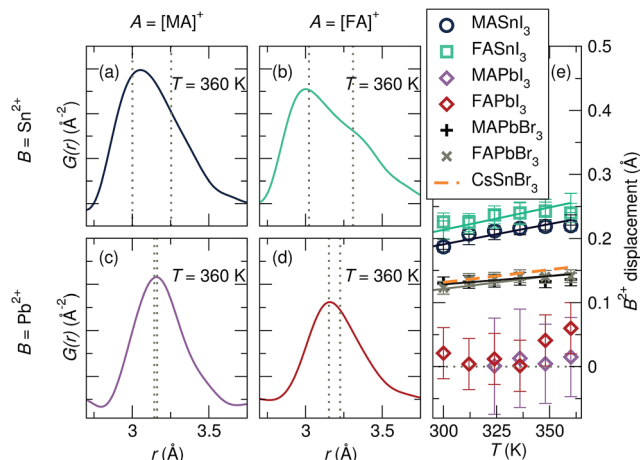 A = [MA]+
A = [FA]+
B = Sn2+
B = Pb2+
(a)
T = 360 K
G(r) (Å-2)
(b)
T = 360 K
(c)
T = 360 K
G(r) (Å-2)
3
3.5
r (Å)
(d)
T = 360 K
3
3.5
r (Å)
MASnI3
FASnI3
MAPbI3
FAPbI3
MAPbBr3
FAPbBr3
CsSnBr3
(e)
0.5
0.4
0.3
0.2
0.1
0
B2+ displacement (Å)
300
325
350
T (K)